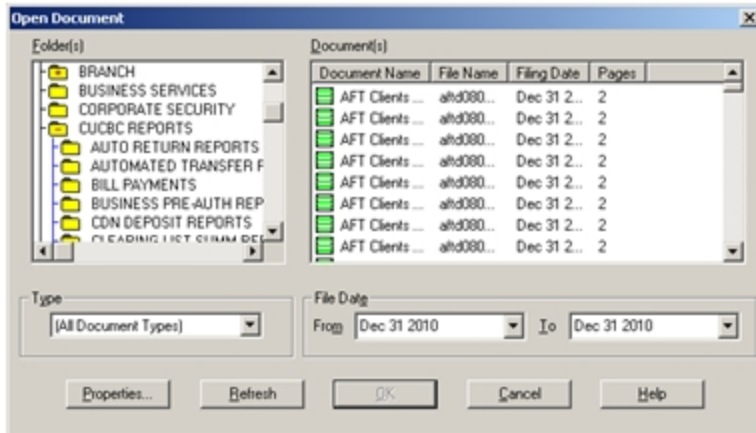 Open Document
Folder(s)
BRANCH
BUSINESS SERVICES
CORPORATE SECURITY
CUCBC REPORTS
AUTO RETURN REPORTS
AUTOMATED TRANSFER F
BILL PAYMENTS
BUSINESS PRE-AUTH REP
CDN DEPOSIT REPORTS
CLEARING LIST SUMM REF
Document(s)
Document Name File Name Filing Date Pages
AFT Clients ... aftd080... Dec 31 2... 2
AFT Clients ... aftd080... Dec 31 2... 2
AFT Clients ... aftd080... Dec 31 2... 2
AFT Clients ... aftd080... Dec 31 2... 2
AFT Clients ... aftd080... Dec 31 2... 2
AFT Clients ... aftd080... Dec 31 2... 2
AFT Clients ... aftd080... Dec 31 2... 2
AFT Clients ... aftd080... Dec 31 2... 2
Type
(All Document Types)
File Date
From Dec 31 2010 To Dec 31 2010
Properties... Refresh OK Cancel Help